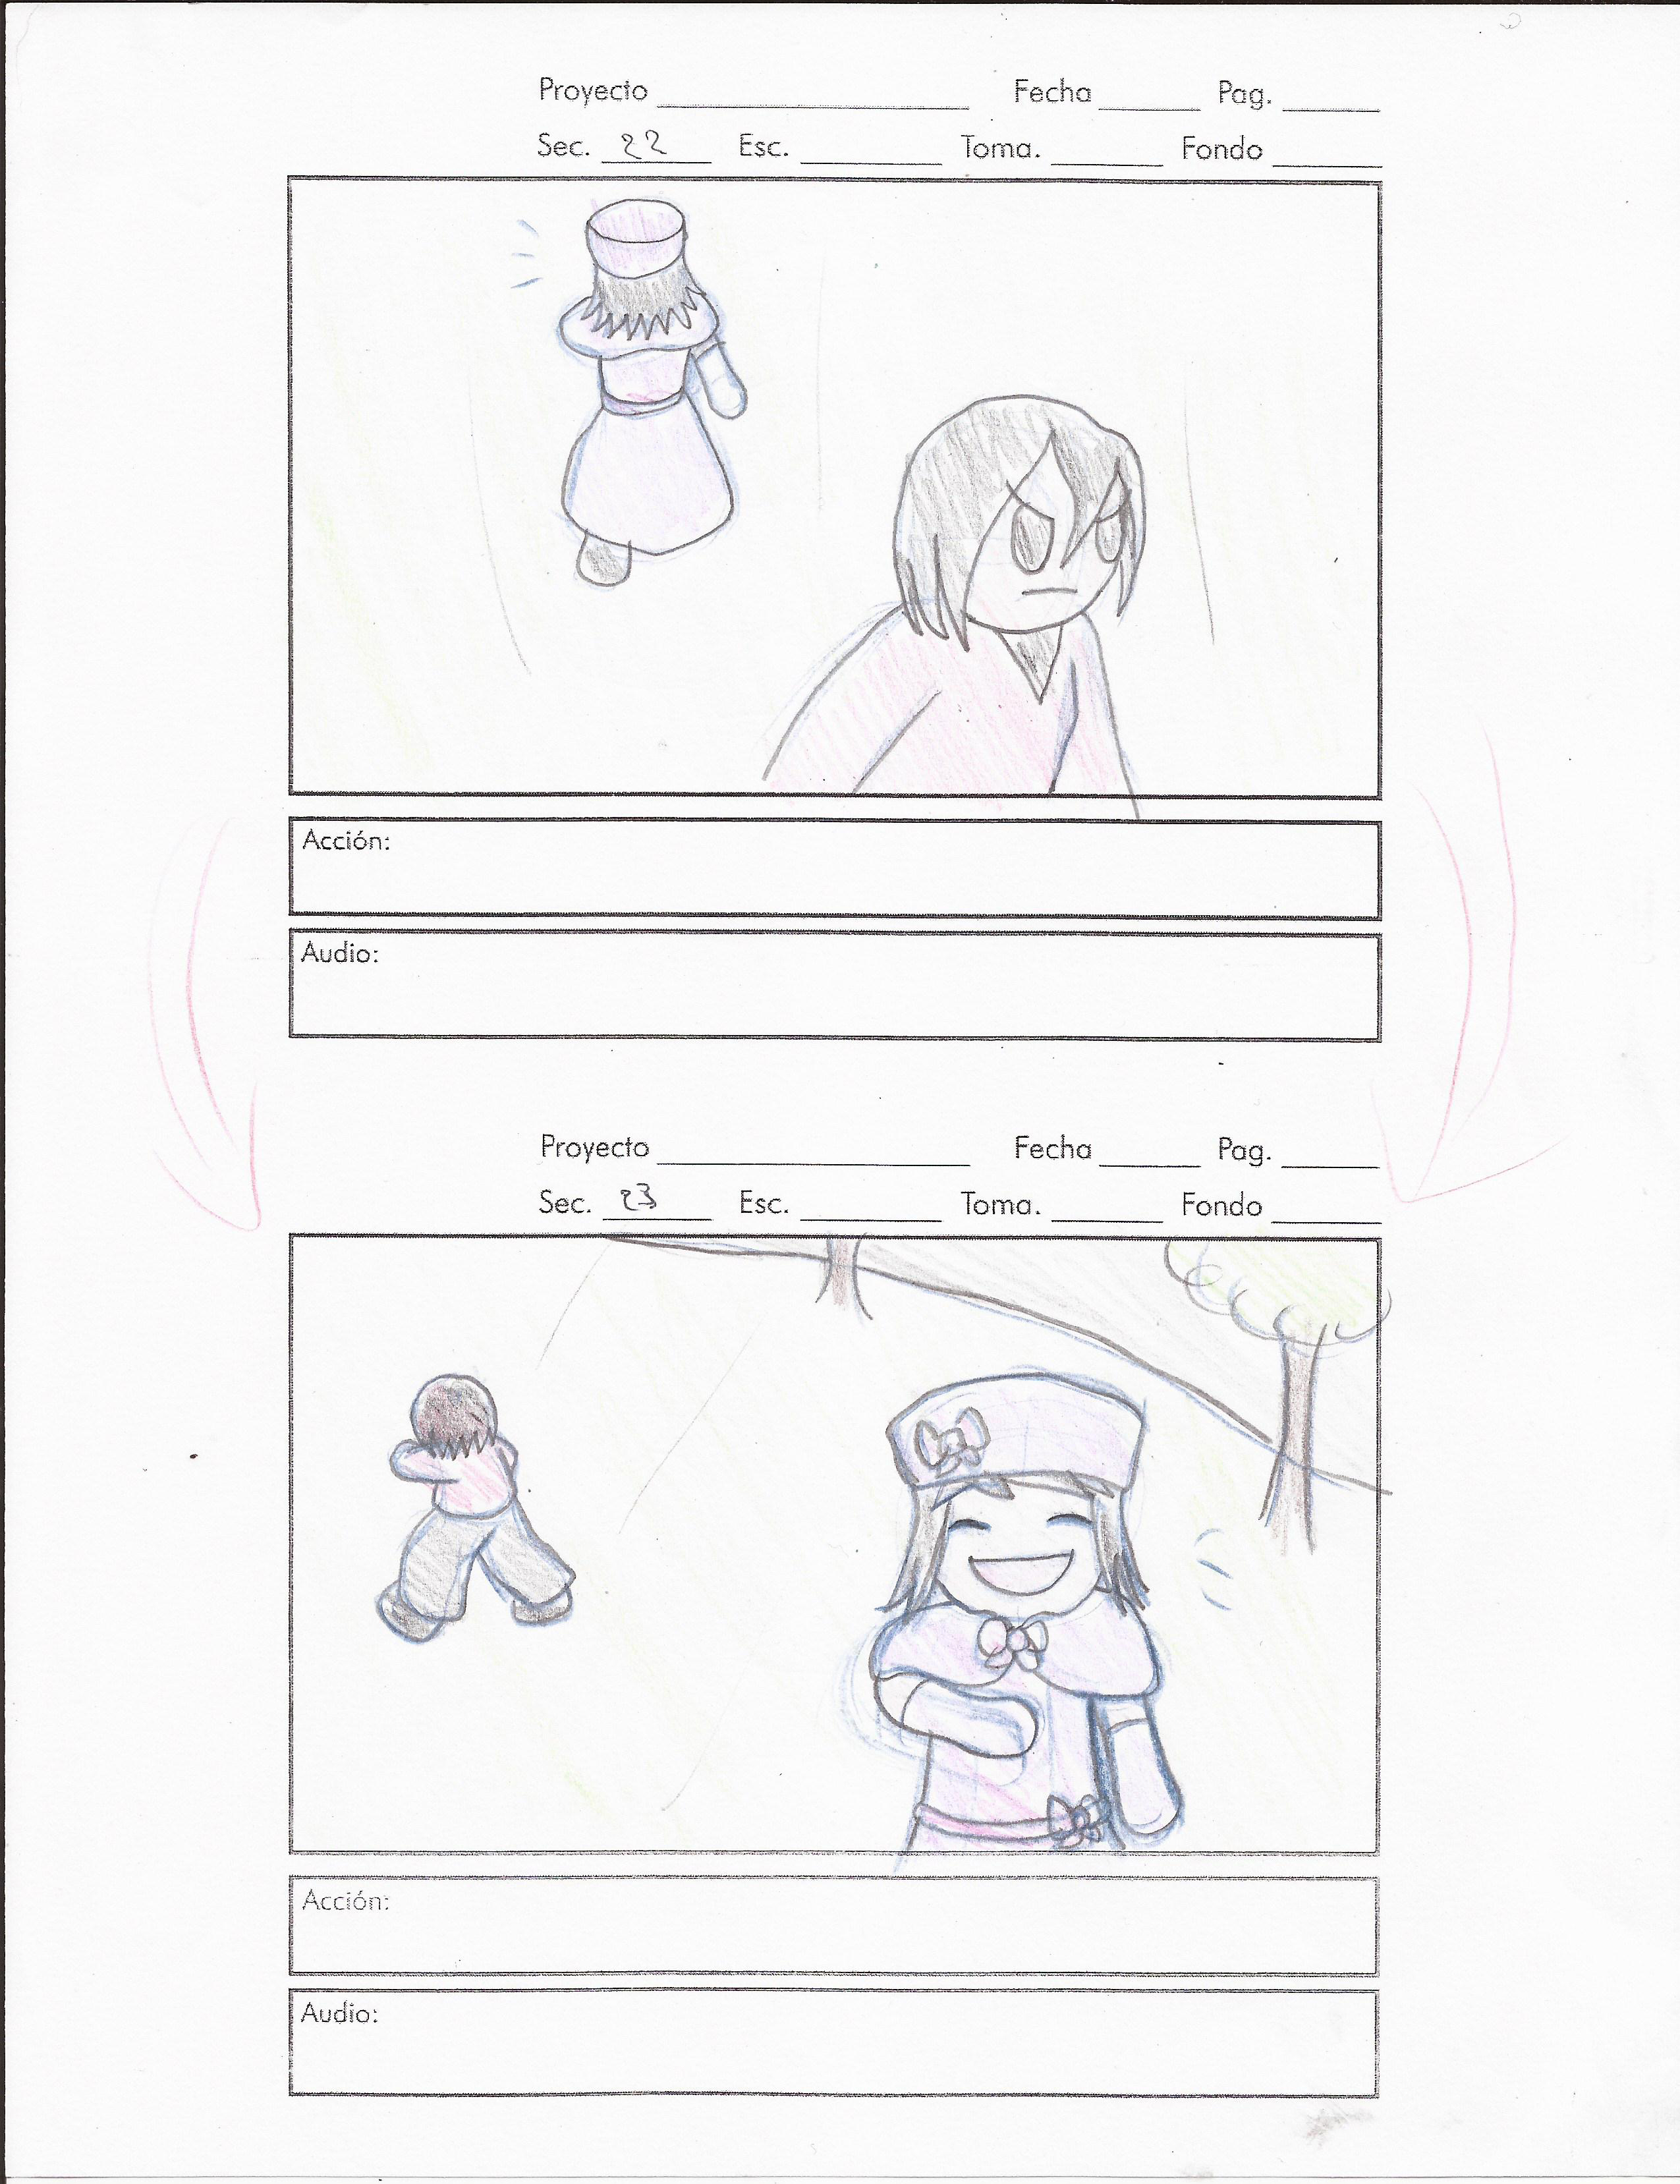 Proyecto Fecha Pag.
Sec. 22 Esc. Toma. Fondo
Acción:
Audio:
Proyecto Fecha Pag.
Sec. 23 Esc. Toma. Fondo
Acción:
Audio: